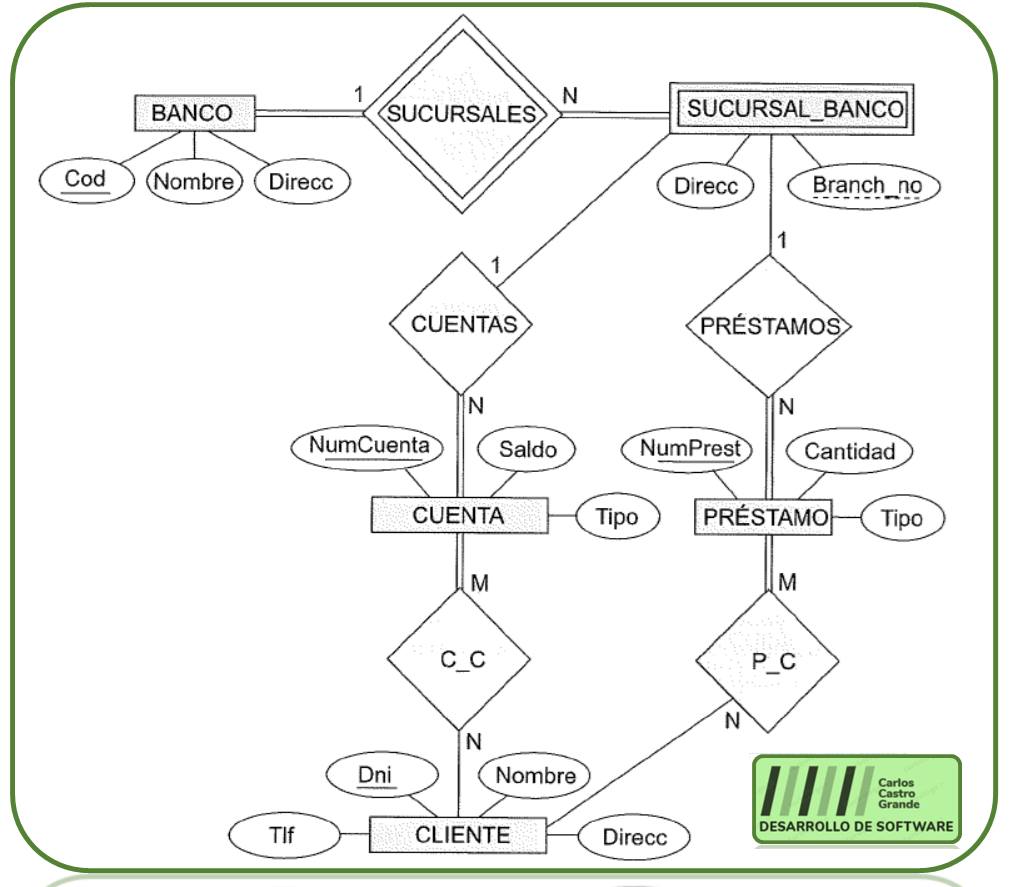 1
N
BANCO
SUCURSALES
SUCURSAL_BANCO
Cod
Nombre
Direcc
Direcc
Branch_no
1
1
CUENTAS
PRÉSTAMOS
N
N
NumCuenta
Saldo
NumPrest
Cantidad
CUENTA
Tipo
PRÉSTAMO
Tipo
M
M
C_C
P_C
N
N
Dni
Nombre
Tlf
CLIENTE
Direcc
Carlos
Castro
Grande
DESARROLLO DE SOFTWARE